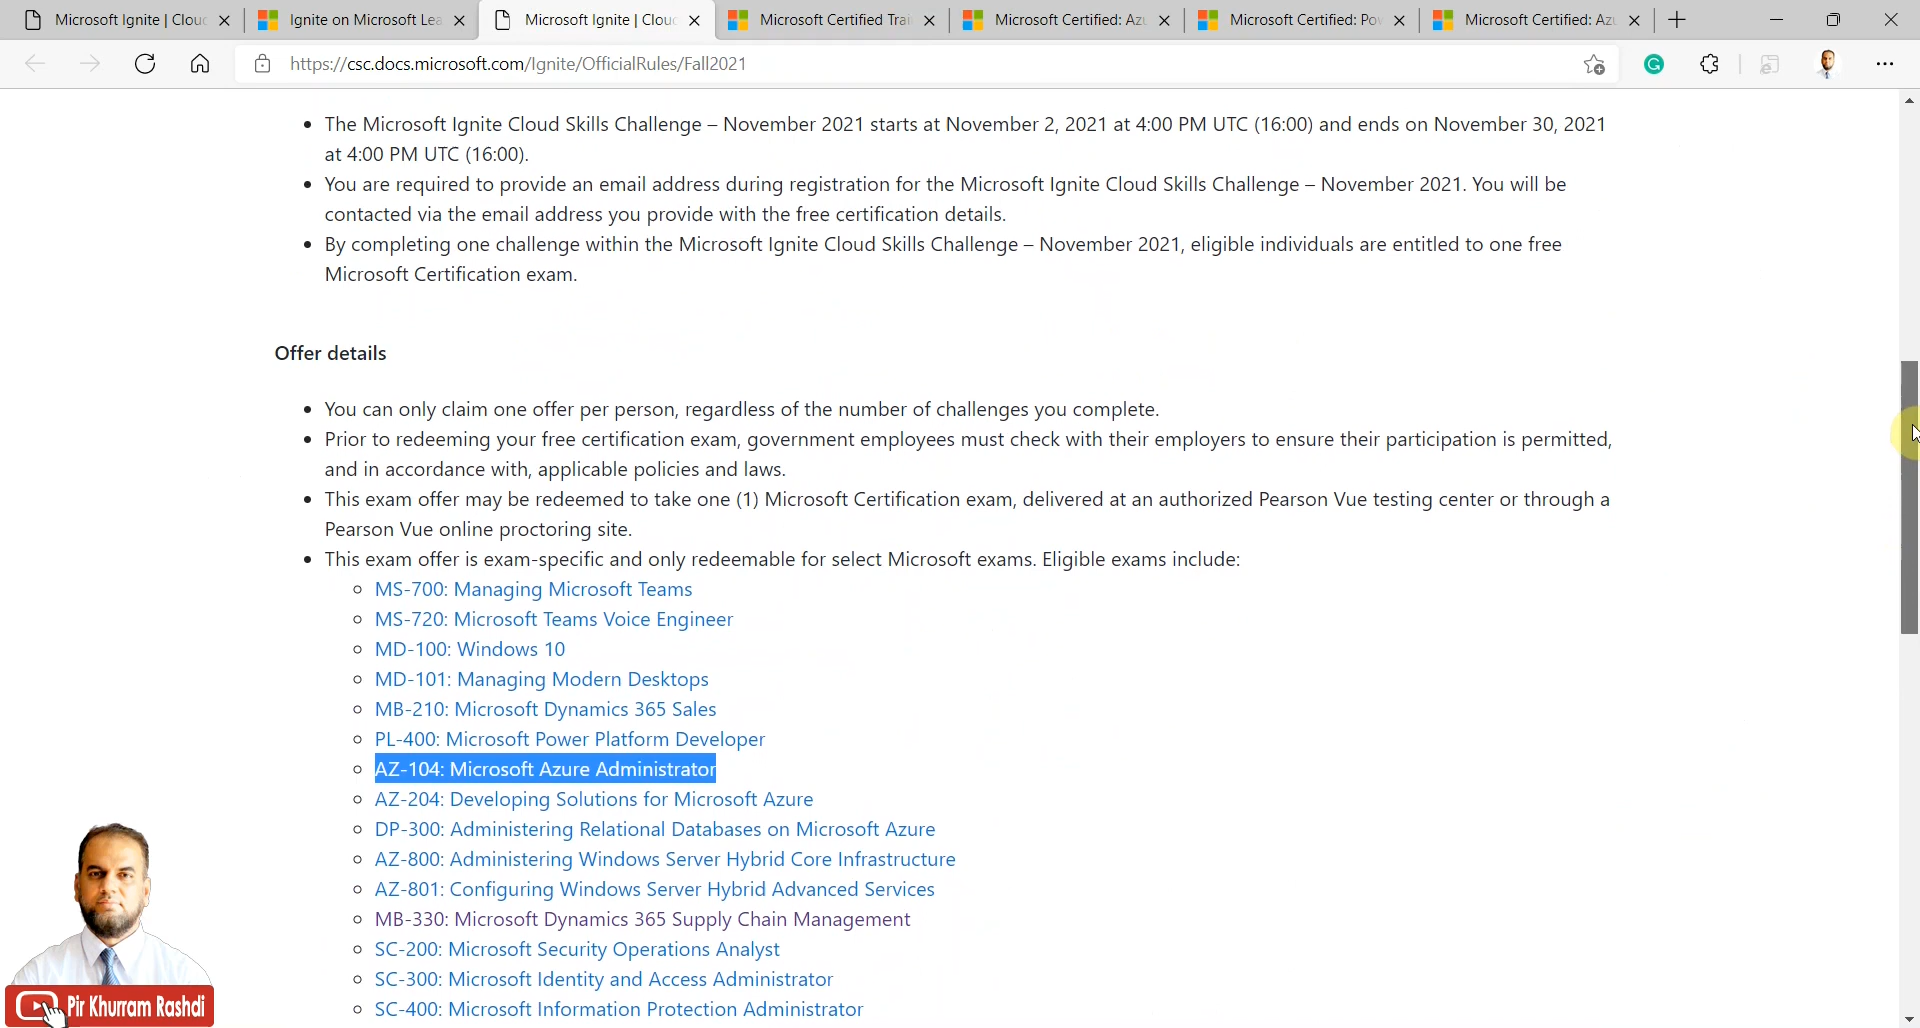 Microsoft Ignite | Clou
Ignite on Microsoft Lea
Microsoft Ignite | Clou
Microsoft Certified Trai
Microsoft Certified: Azu
Microsoft Certified: Pow
Microsoft Certified: Azu
https://csc.docs.microsoft.com/Ignite/OfficialRules/Fall2021
• The Microsoft Ignite Cloud Skills Challenge – November 2021 starts at November 2, 2021 at 4:00 PM UTC (16:00) and ends on November 30, 2021
at 4:00 PM UTC (16:00).
• You are required to provide an email address during registration for the Microsoft Ignite Cloud Skills Challenge – November 2021. You will be
contacted via the email address you provide with the free certification details.
• By completing one challenge within the Microsoft Ignite Cloud Skills Challenge – November 2021, eligible individuals are entitled to one free
Microsoft Certification exam.
Offer details
• You can only claim one offer per person, regardless of the number of challenges you complete.
• Prior to redeeming your free certification exam, government employees must check with their employers to ensure their participation is permitted,
and in accordance with, applicable policies and laws.
• This exam offer may be redeemed to take one (1) Microsoft Certification exam, delivered at an authorized Pearson Vue testing center or through a
Pearson Vue online proctoring site.
• This exam offer is exam-specific and only redeemable for select Microsoft exams. Eligible exams include:
○ MS-700: Managing Microsoft Teams
○ MS-720: Microsoft Teams Voice Engineer
○ MD-100: Windows 10
○ MD-101: Managing Modern Desktops
○ MB-210: Microsoft Dynamics 365 Sales
○ PL-400: Microsoft Power Platform Developer
○ AZ-104: Microsoft Azure Administrator
○ AZ-204: Developing Solutions for Microsoft Azure
○ DP-300: Administering Relational Databases on Microsoft Azure
○ AZ-800: Administering Windows Server Hybrid Core Infrastructure
○ AZ-801: Configuring Windows Server Hybrid Advanced Services
○ MB-330: Microsoft Dynamics 365 Supply Chain Management
○ SC-200: Microsoft Security Operations Analyst
○ SC-300: Microsoft Identity and Access Administrator
○ SC-400: Microsoft Information Protection Administrator
Pir Khurram Rashdi